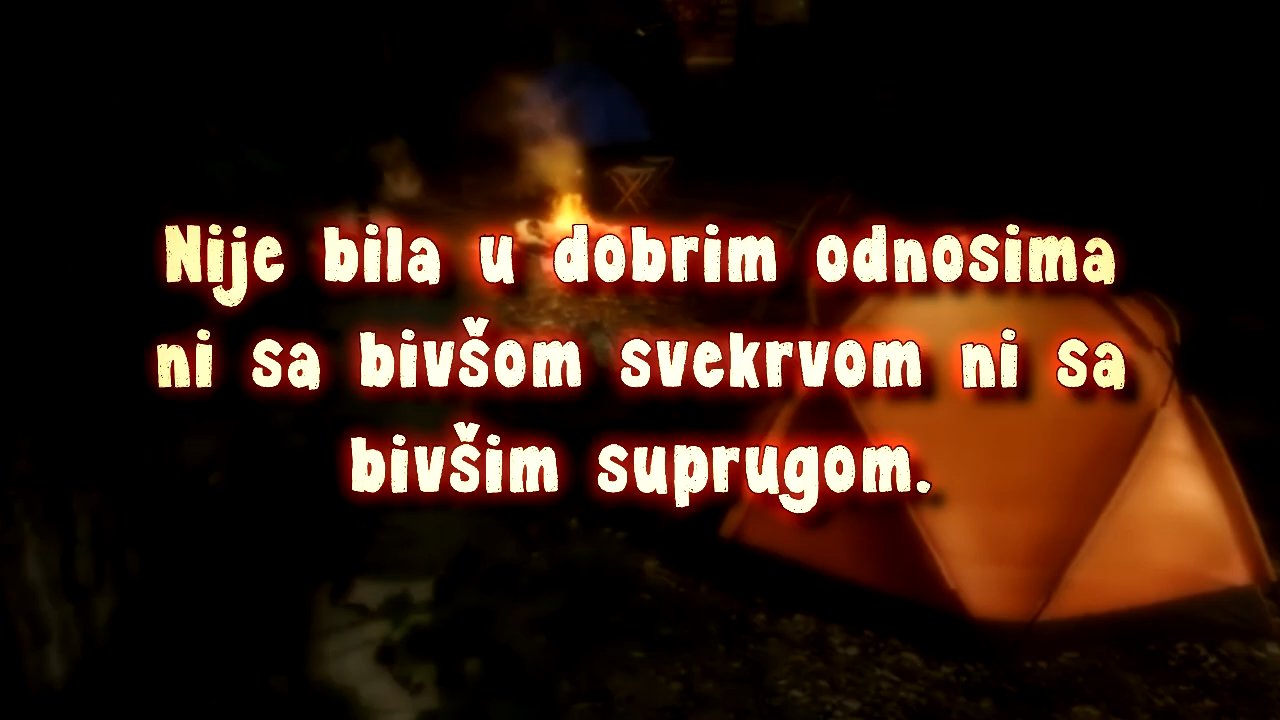 Nije bila u dobrim odnosima
ni sa bivšom svekrvom ni sa
bivšim suprugom.